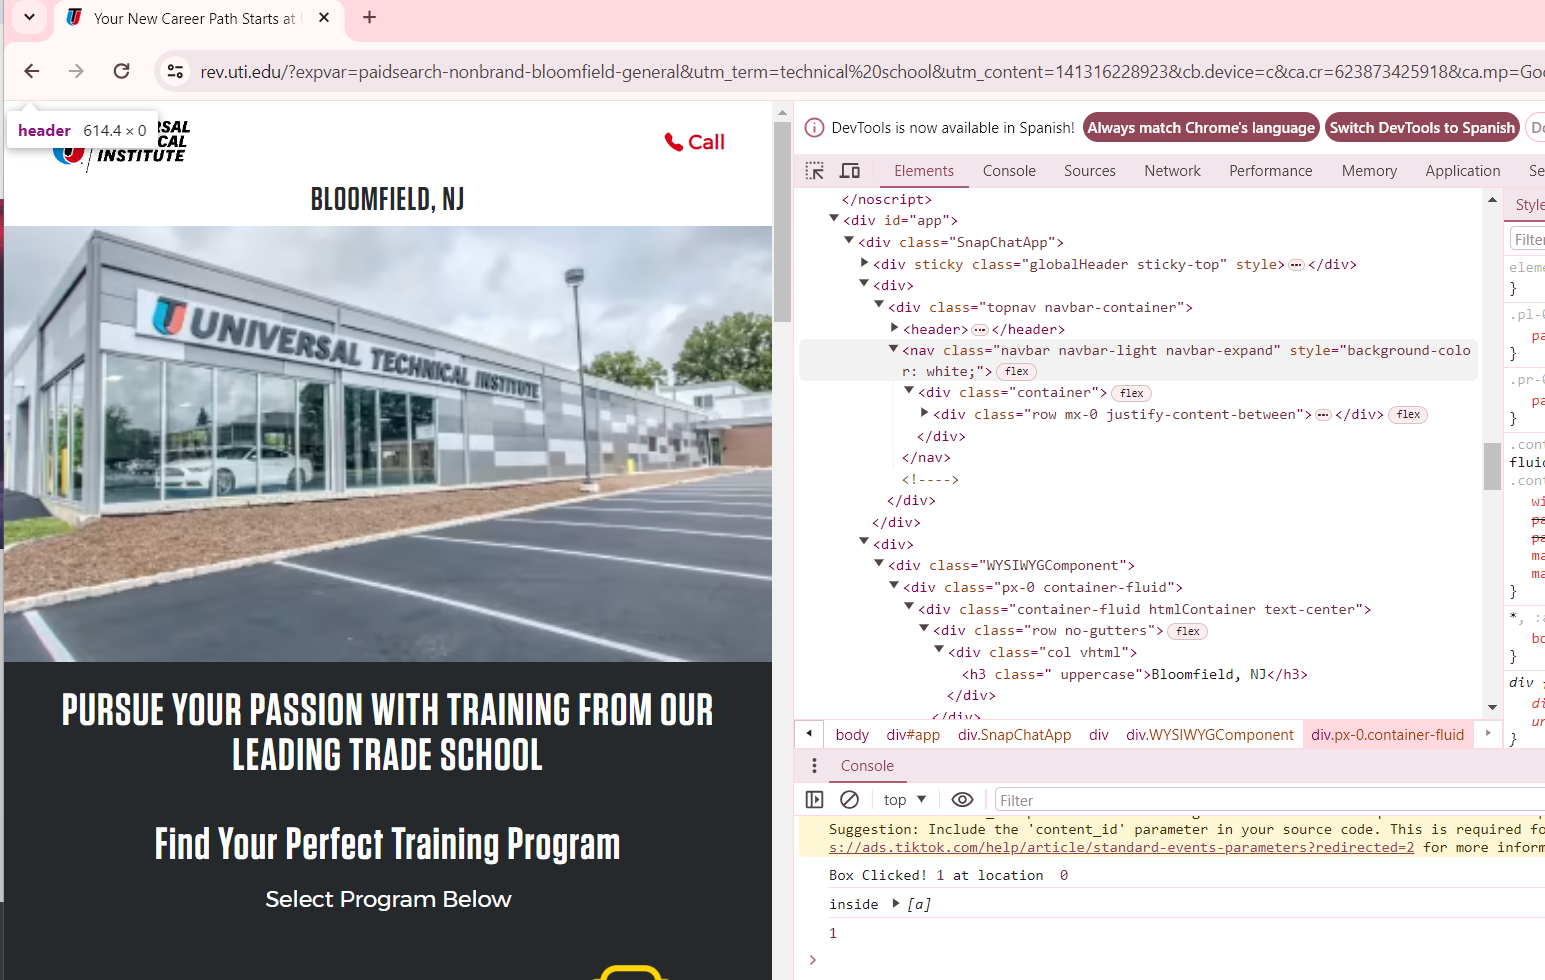 Your New Career Path Starts at
rev.uti.edu/?expvar=paidsearch-nonbrand-bloomfield-general&utm_term=technical%20school&utm_content=141316228923&cb.device=c&ca.cr=623873425918&ca.mp=Goo
header 614.4 × 0
INSTITUTE
Call
BLOOMFIELD, NJ
UNIVERSAL TECHNICAL INSTITUTE
PURSUE YOUR PASSION WITH TRAINING FROM OUR
LEADING TRADE SCHOOL
Find Your Perfect Training Program
Select Program Below
DevTools is now available in Spanish! Always match Chrome's language Switch DevTools to Spanish
Elements Console Sources Network Performance Memory Application
</noscript>
<div id="app">
<div class="SnapChatApp">
<div sticky class="globalHeader sticky-top" style>⋯</div>
<div>
<div class="topnav navbar-container">
<header>⋯</header>
<nav class="navbar navbar-light navbar-expand" style="background-colo
r: white;"> flex
<div class="container"> flex
<div class="row mx-0 justify-content-between">⋯</div> flex
</div>
</nav>
<!---->
</div>
</div>
<div>
<div class="WYSIWYGComponent">
<div class="px-0 container-fluid">
<div class="container-fluid htmlContainer text-center">
<div class="row no-gutters"> flex
<div class="col vhtml">
<h3 class=" uppercase">Bloomfield, NJ</h3>
</div>
</div>
body div#app div.SnapChatApp div div.WYSIWYGComponent div.px-0.container-fluid
Style
Filter
eleme
}
.pl-0
pa
}
.pr-0
pa
}
.cont
fluid
.cont
wi
pa
pa
ma
ma
}
*, :a
bo
}
div
di
ur
}
Console
top Filter
Suggestion: Include the 'content_id' parameter in your source code. This is required fo
s://ads.tiktok.com/help/article/standard-events-parameters?redirected=2 for more inform
Box Clicked! 1 at location 0
inside [a]
1